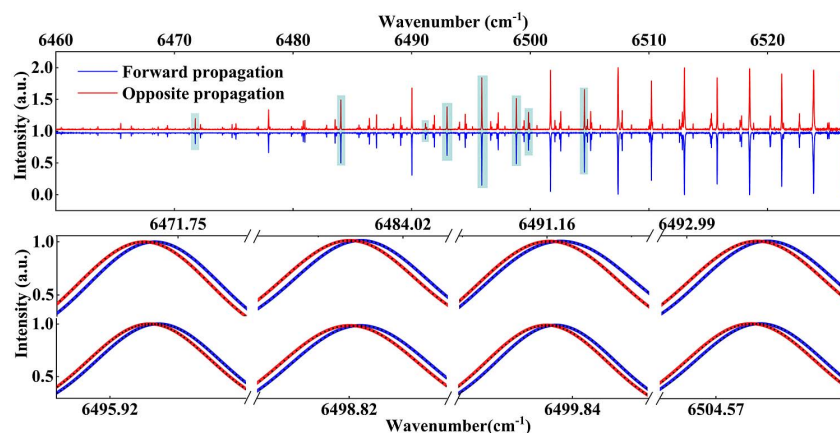 Wavenumber (cm-1)
6460 6470 6480 6490 6500 6510 6520
Intensity (a.u.)
2.0
1.5
1.0
0.5
0.0
Forward propagation
Opposite propagation
6471.75 6484.02 6491.16 6492.99
Intensity (a.u.)
1.0
0.5
1.0
0.5
6495.92 6498.82 6499.84 6504.57
Wavenumber(cm-1)